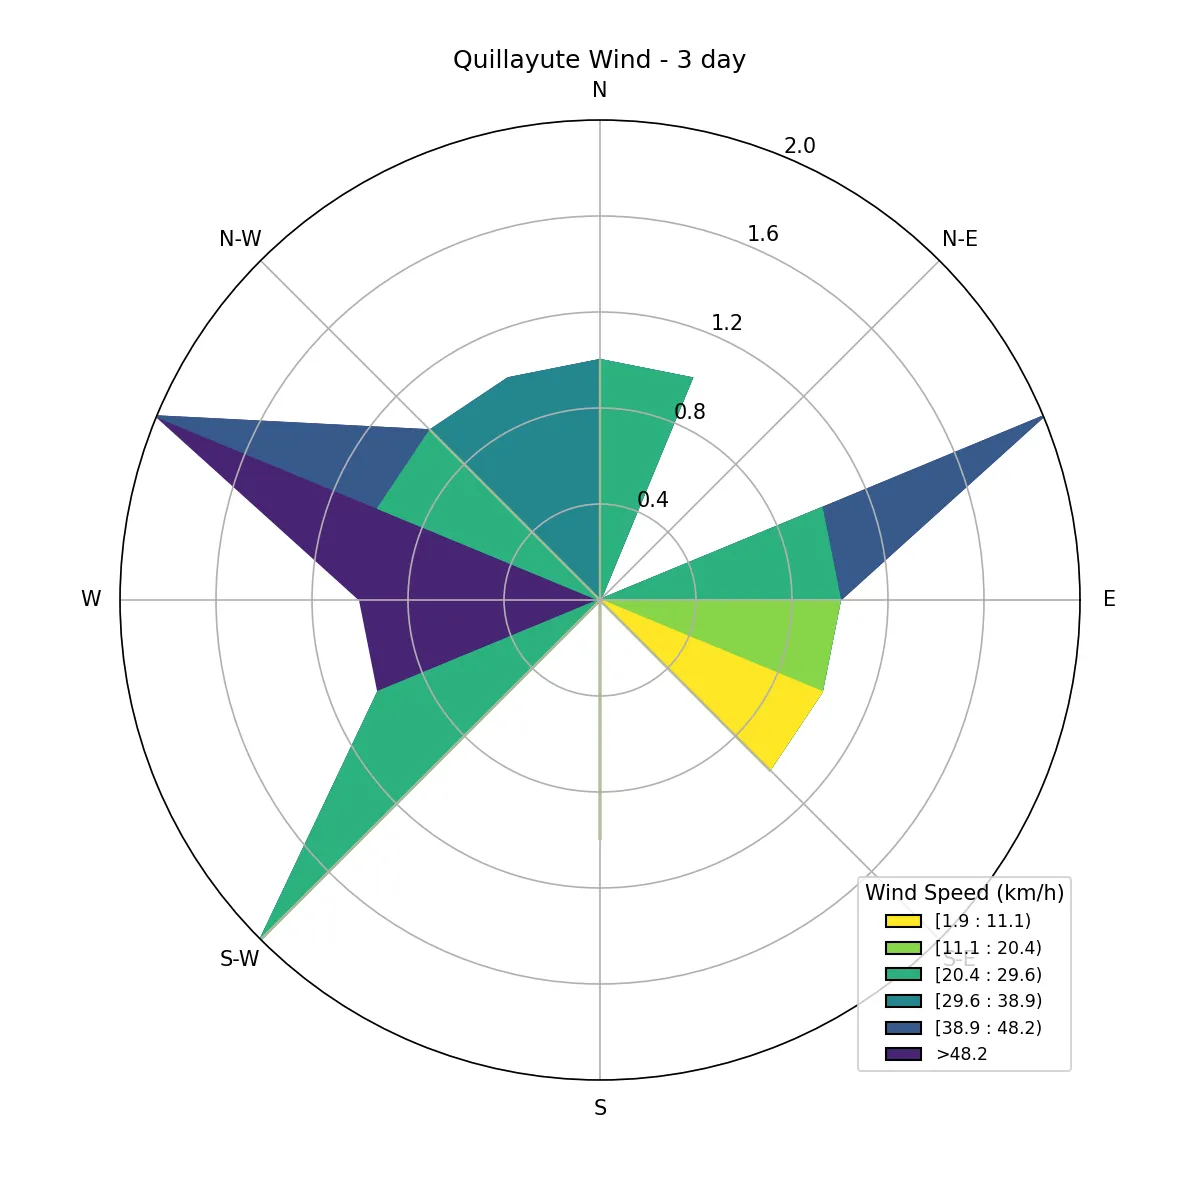 Quillayute Wind - 3 day
N
2.0
N-W
1.6
N-E
1.2
0.8
0.4
W
E
Wind Speed (km/h)
[1.9 : 11.1)
[11.1 : 20.4)
S-W
S-E
[20.4 : 29.6)
[29.6 : 38.9)
[38.9 : 48.2)
>48.2
S